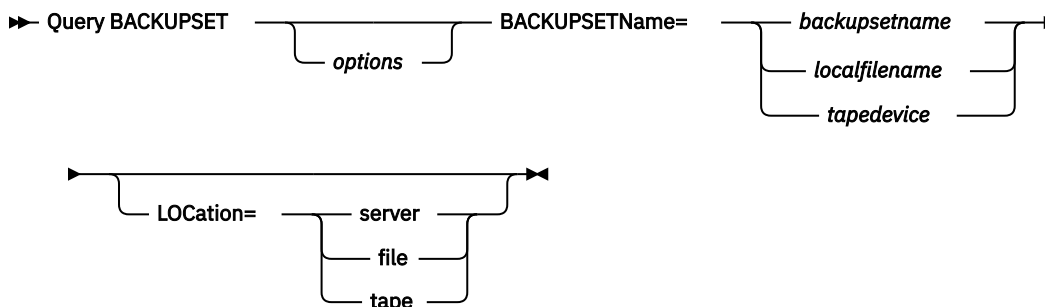 Query BACKUPSET options BACKUPSETName= backupsetname
localfilename
tapedevice
LOCation= server
file
tape